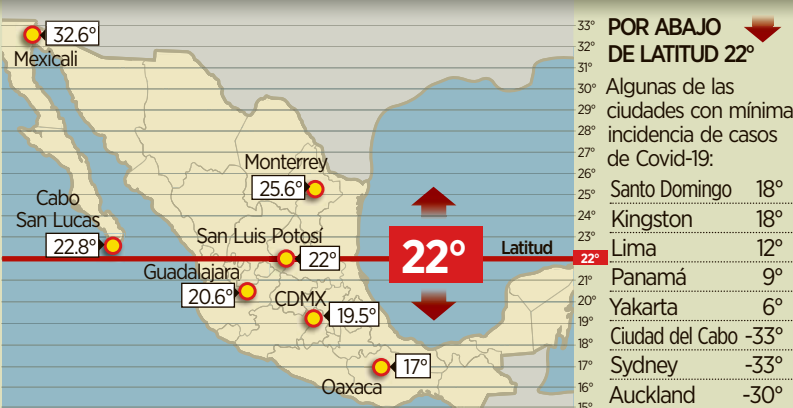 32.6°
Mexicali
Monterrey
25.6°
Cabo
San Lucas
22.8°
San Luis Potosí
22°
Guadalajara
20.6°
CDMX
19.5°
17°
Oaxaca
22°
Latitud
33°
32°
31°
30°
29°
28°
27°
26°
25°
24°
23°
22°
21°
20°
19°
18°
17°
16°
15°
POR ABAJO
DE LATITUD 22°
Algunas de las
ciudades con mínima
incidencia de casos
de Covid-19:
Santo Domingo 18°
Kingston 18°
Lima 12°
Panamá 9°
Yakarta 6°
Ciudad del Cabo -33°
Sydney -33°
Auckland -30°